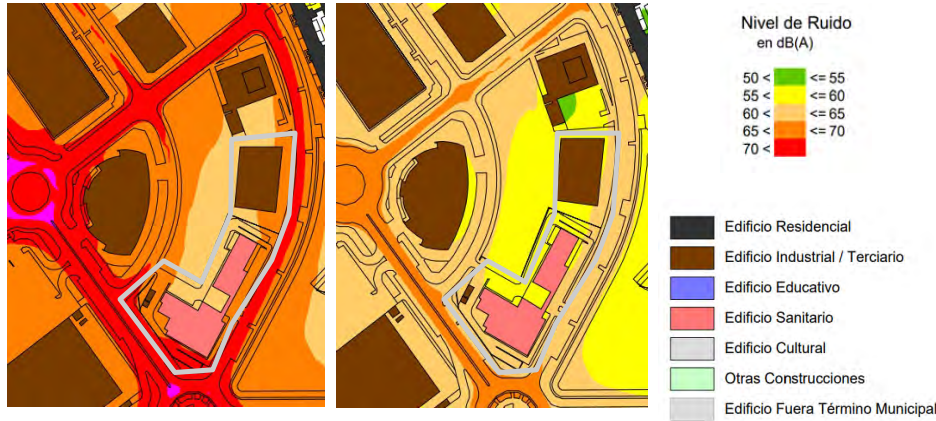 Nivel de Ruido
en dB(A)
50 < <= 55
55 < <= 60
60 < <= 65
65 < <= 70
70 <
Edificio Residencial
Edificio Industrial / Terciario
Edificio Educativo
Edificio Sanitario
Edificio Cultural
Otras Construcciones
Edificio Fuera Término Municipal